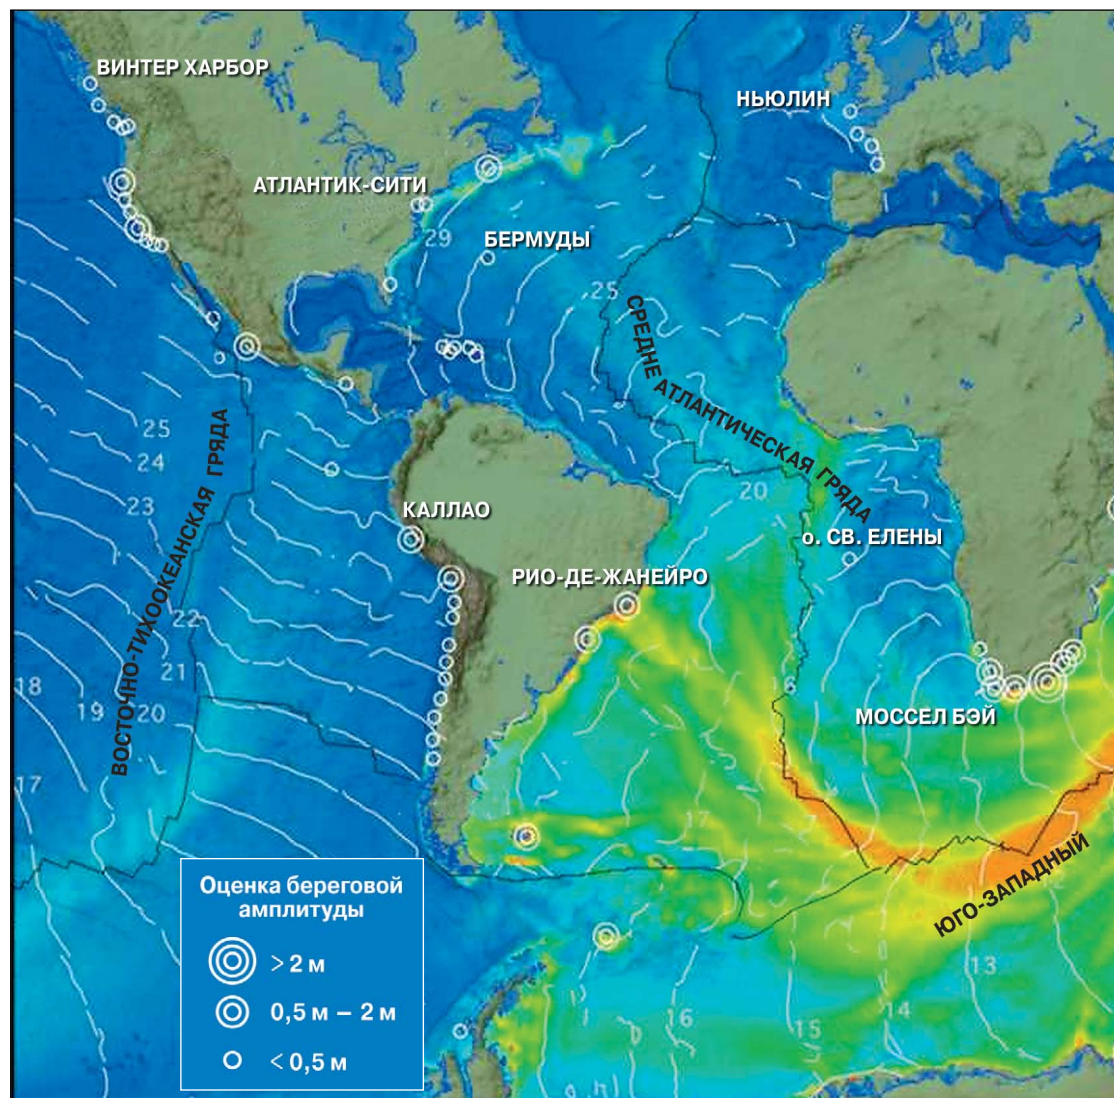 ВИНТЕР ХАРБОР
НЬЮЛИН
АТЛАНТИК-СИТИ
29
БЕРМУДЫ
25
СРЕДНЕ АТЛАНТИЧЕСКАЯ ГРЯДА
25
24
23
ВОСТОЧНО-ТИХООКЕАНСКАЯ ГРЯДА
20
КАЛЛАО
о. СВ. ЕЛЕНЫ
РИО-ДЕ-ЖАНЕЙРО
22
21
18
19
20
16
МОССЕЛ БЭЙ
17
17
ЮГО-ЗАПАДНЫЙ
13
14
16
15
Оценка береговой
амплитуды
> 2 м
0,5 м – 2 м
< 0,5 м